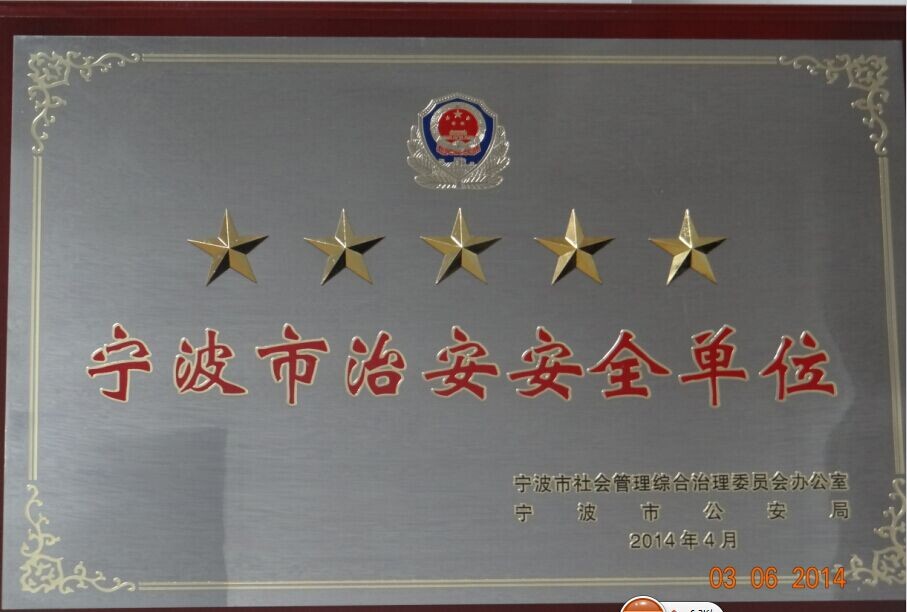 宁波市治安安全单位
宁波市社会管理综合治理委员会办公室
宁波市公安局
2014年4月
03 06 2014